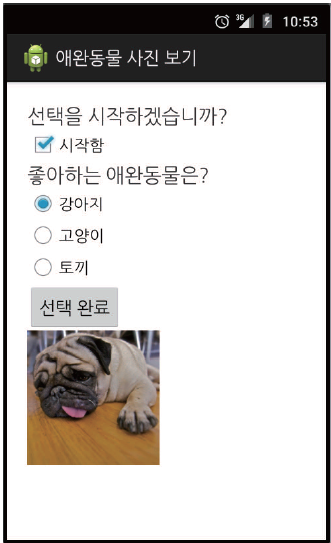 3G 10:53
애완동물 사진 보기
선택을 시작하겠습니까?
시작함
좋아하는 애완동물은?
강아지
고양이
토끼
선택 완료